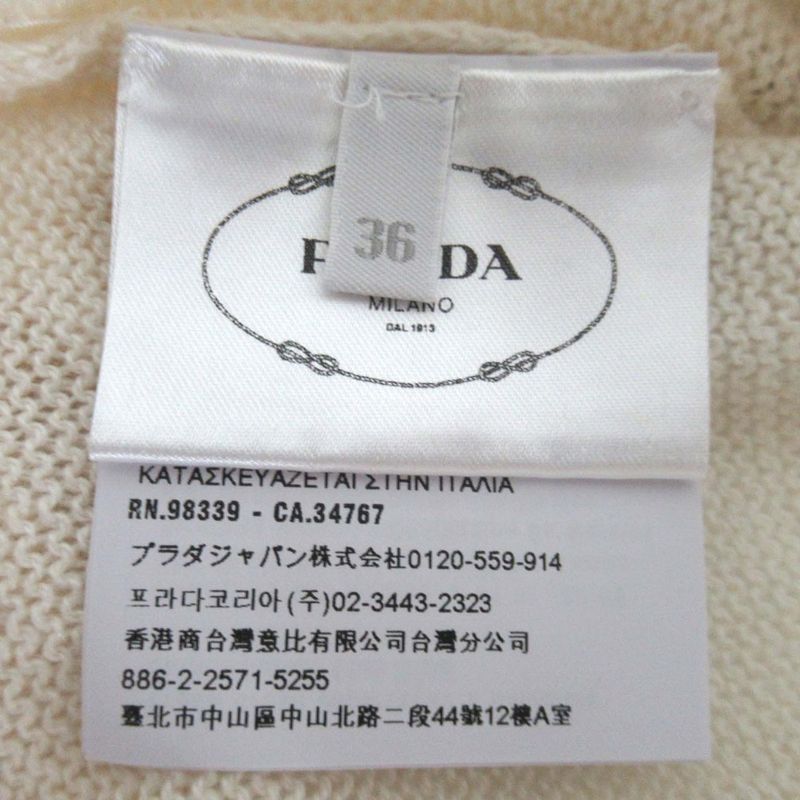 36
P DA
MILANO
DAL 1913
ΚΑΤΑΣΚΕΥΑΖΕΤΑΙ ΣΤΗΝ ΙΤΑΛΙΑ
RN.98339 - CA.34767
プラダジャパン株式会社0120-559-914
프라다코리아(주)02-3443-2323
香港商台灣意比有限公司台灣分公司
886-2-2571-5255
臺北市中山區中山北路二段44號12樓A室